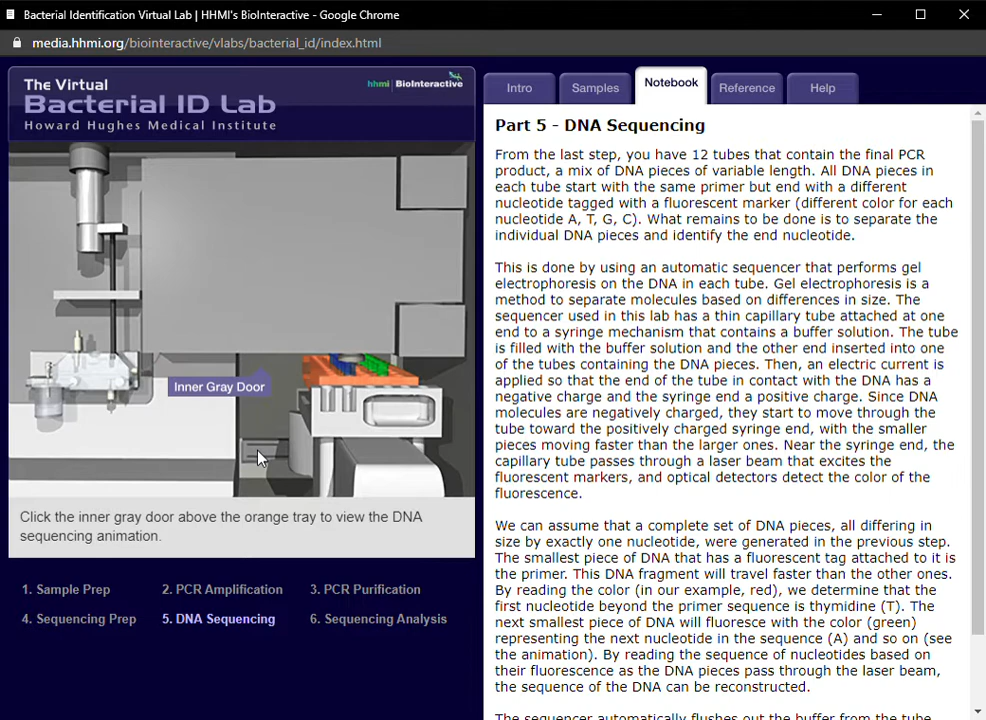 Bacterial Identification Virtual Lab | HHMI's BioInteractive - Google Chrome
media.hhmi.org/biointeractive/vlabs/bacterial_id/index.html
The Virtual
Bacterial ID Lab
Howard Hughes Medical Institute
hhmi BioInteractive
Intro
Samples
Notebook
Reference
Help
Inner Gray Door
Click the inner gray door above the orange tray to view the DNA
sequencing animation.
1. Sample Prep
2. PCR Amplification
3. PCR Purification
4. Sequencing Prep
5. DNA Sequencing
6. Sequencing Analysis
Part 5 - DNA Sequencing
From the last step, you have 12 tubes that contain the final PCR
product, a mix of DNA pieces of variable length. All DNA pieces in
each tube start with the same primer but end with a different
nucleotide tagged with a fluorescent marker (different color for each
nucleotide A, T, G, C). What remains to be done is to separate the
individual DNA pieces and identify the end nucleotide.
This is done by using an automatic sequencer that performs gel
electrophoresis on the DNA in each tube. Gel electrophoresis is a
method to separate molecules based on differences in size. The
sequencer used in this lab has a thin capillary tube attached at one
end to a syringe mechanism that contains a buffer solution. The tube
is filled with the buffer solution and the other end inserted into one
of the tubes containing the DNA pieces. Then, an electric current is
applied so that the end of the tube in contact with the DNA has a
negative charge and the syringe end a positive charge. Since DNA
molecules are negatively charged, they start to move through the
tube toward the positively charged syringe end, with the smaller
pieces moving faster than the larger ones. Near the syringe end, the
capillary tube passes through a laser beam that excites the
fluorescent markers, and optical detectors detect the color of the
fluorescence.
We can assume that a complete set of DNA pieces, all differing in
size by exactly one nucleotide, were generated in the previous step.
The smallest piece of DNA that has a fluorescent tag attached to it is
the primer. This DNA fragment will travel faster than the other ones.
By reading the color (in our example, red), we determine that the
first nucleotide beyond the primer sequence is thymidine (T). The
next smallest piece of DNA will fluoresce with the color (green)
representing the next nucleotide in the sequence (A) and so on (see
the animation). By reading the sequence of nucleotides based on
their fluorescence as the DNA pieces pass through the laser beam,
the sequence of the DNA can be reconstructed.
The sequencer automatically flushes out the buffer from the tube